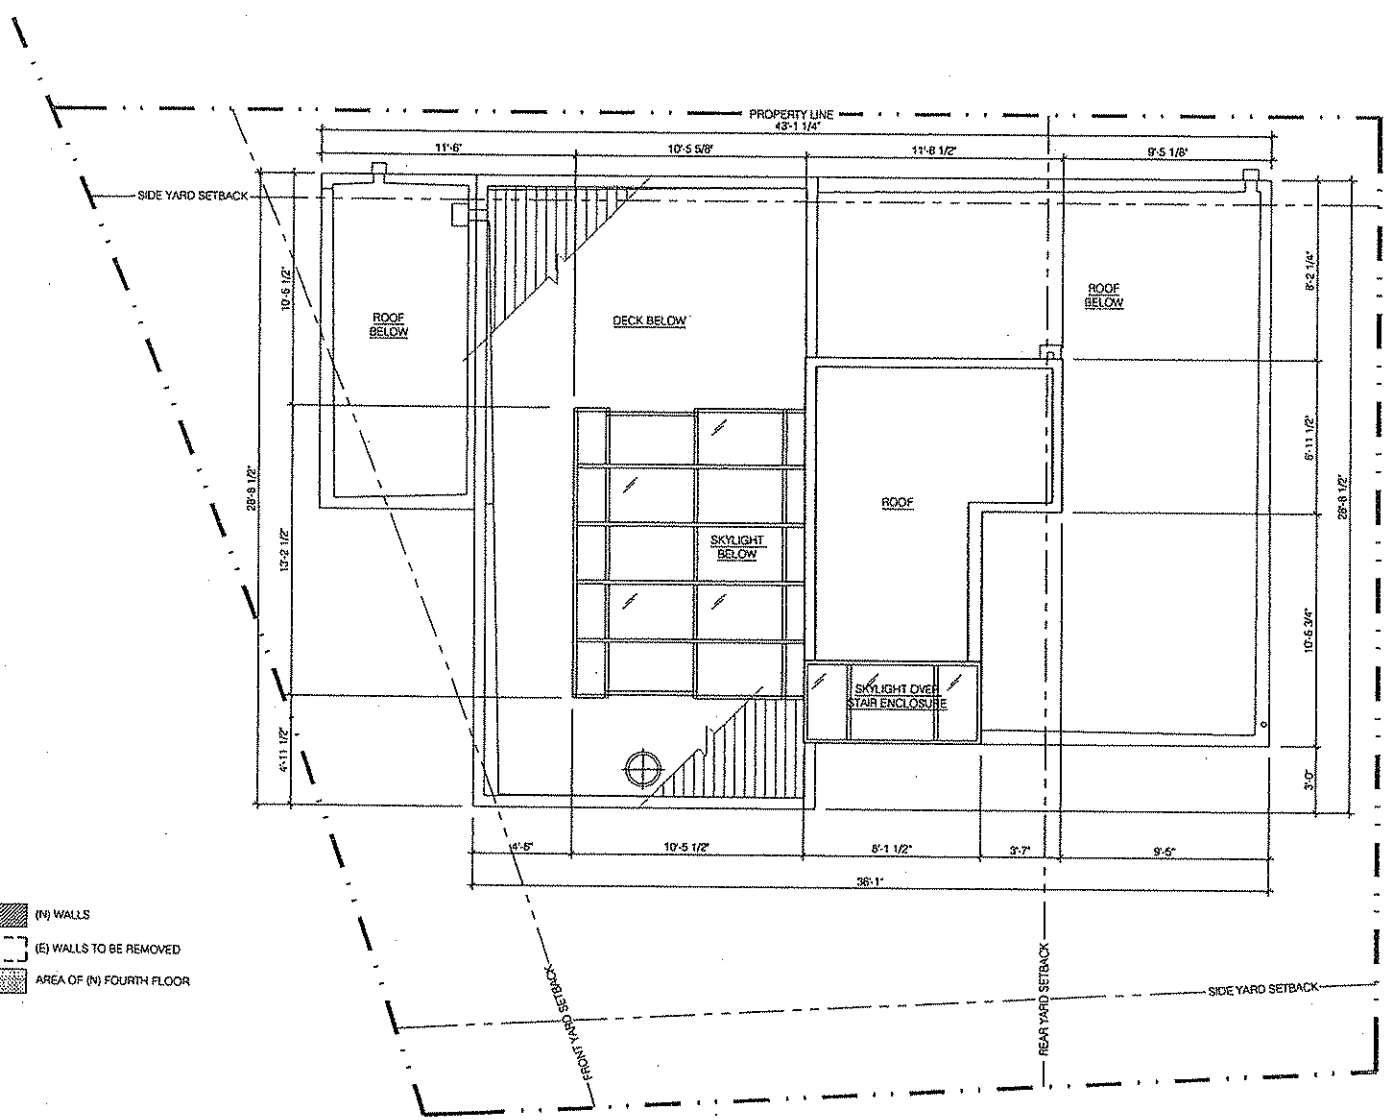 PROPERTY LINE
43'-1 1/4"
11'-6"
10'-5 5/8"
11'-8 1/2"
9'-5 1/8"
SIDE YARD SETBACK
10'-6 1/2"
28'-8 1/2"
13'-2 1/2"
4'-11 1/2"
ROOF
BELOW
DECK BELOW
ROOF
BELOW
ROOF
SKYLIGHT
BELOW
SKYLIGHT OVER
STAIR ENCLOSURE
8'-2 1/4"
6'-11 1/2"
28'-8 1/2"
10'-6 3/4"
3'-0"
4'-5"
10'-5 1/2"
8'-1 1/2"
3'-7"
9'-5"
36'-1"
(N) WALLS
(E) WALLS TO BE REMOVED
AREA OF (N) FOURTH FLOOR
FRONT YARD SETBACK
REAR YARD SETBACK
SIDE YARD SETBACK